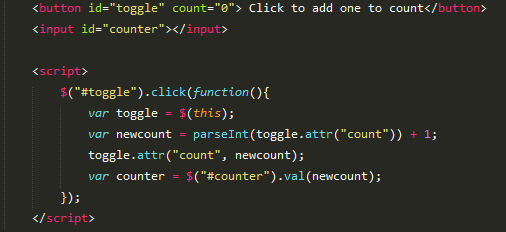 <button id="toggle" count="0"> Click to add one to count</button>
<input id="counter"></input>
<script>
$("#toggle").click(function(){
var toggle = $(this);
var newcount = parseInt(toggle.attr("count")) + 1;
toggle.attr("count", newcount);
var counter = $("#counter").val(newcount);
});
</script>